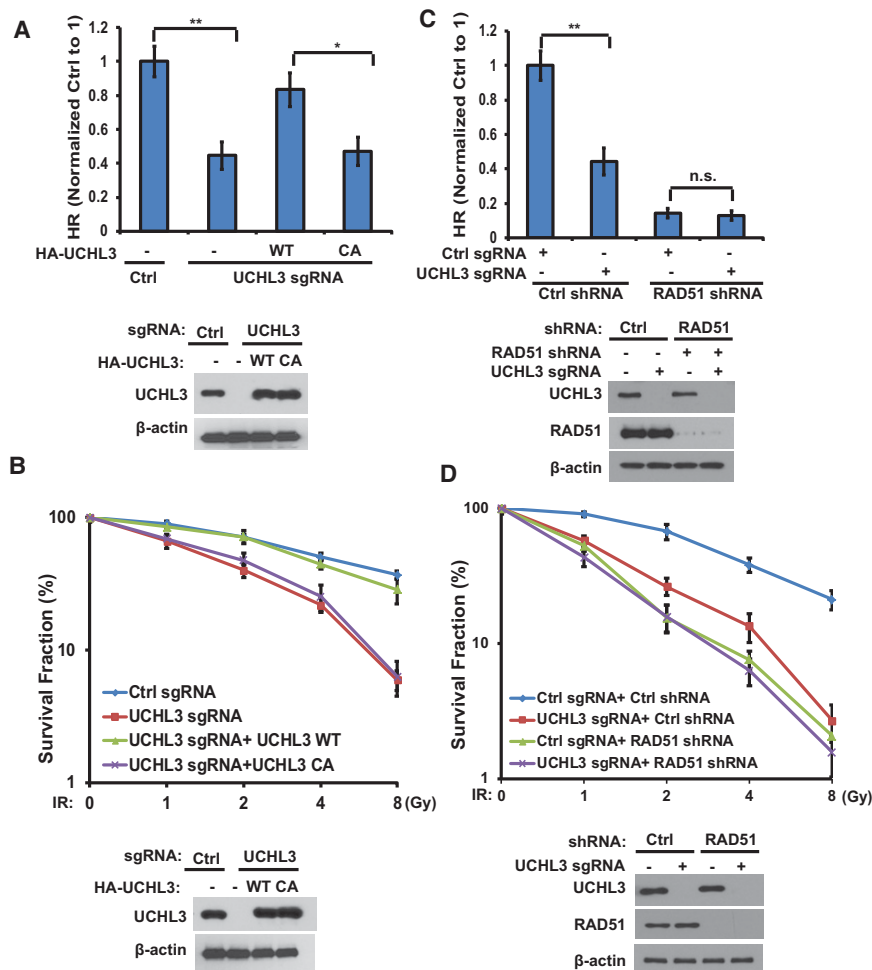 A
HR (Normalized Ctrl to 1)
1.2
1
0.8
0.6
0.4
0.2
0
**
*
HA-UCHL3 - - WT CA
Ctrl UCHL3 sgRNA
sgRNA: Ctrl UCHL3
HA-UCHL3: - - WT CA
UCHL3
β-actin
B
Survival Fraction (%)
100
10
1
Ctrl sgRNA
UCHL3 sgRNA
UCHL3 sgRNA+ UCHL3 WT
UCHL3 sgRNA+UCHL3 CA
IR: 0 1 2 4 8 (Gy)
sgRNA: Ctrl UCHL3
HA-UCHL3: - - WT CA
UCHL3
β-actin
C
HR (Normalized Ctrl to 1)
1.2
1
0.8
0.6
0.4
0.2
0
**
n.s.
Ctrl sgRNA + - + -
UCHL3 sgRNA - + - +
Ctrl shRNA RAD51 shRNA
shRNA: Ctrl RAD51
RAD51 shRNA - - + +
UCHL3 sgRNA - + - +
UCHL3
RAD51
β-actin
D
Survival Fraction (%)
100
10
1
Ctrl sgRNA+ Ctrl shRNA
UCHL3 sgRNA+ Ctrl shRNA
Ctrl sgRNA+ RAD51 shRNA
UCHL3 sgRNA+ RAD51 shRNA
IR: 0 1 2 4 8 (Gy)
shRNA: Ctrl RAD51
UCHL3 sgRNA - + - +
UCHL3
RAD51
β-actin